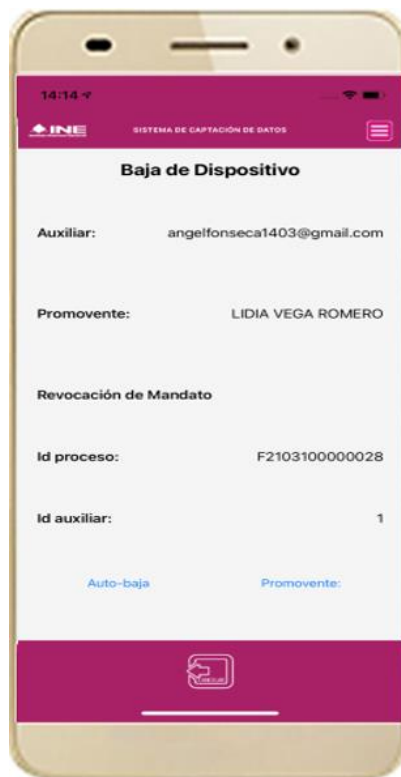 14:14
INE
SISTEMA DE CAPTACIÓN DE DATOS
Baja de Dispositivo
Auxiliar: angelfonseca1403@gmail.com
Promovente: LIDIA VEGA ROMERO
Revocación de Mandato
Id proceso: F2103100000028
Id auxiliar: 1
Auto-baja Promovente:
CANCELAR